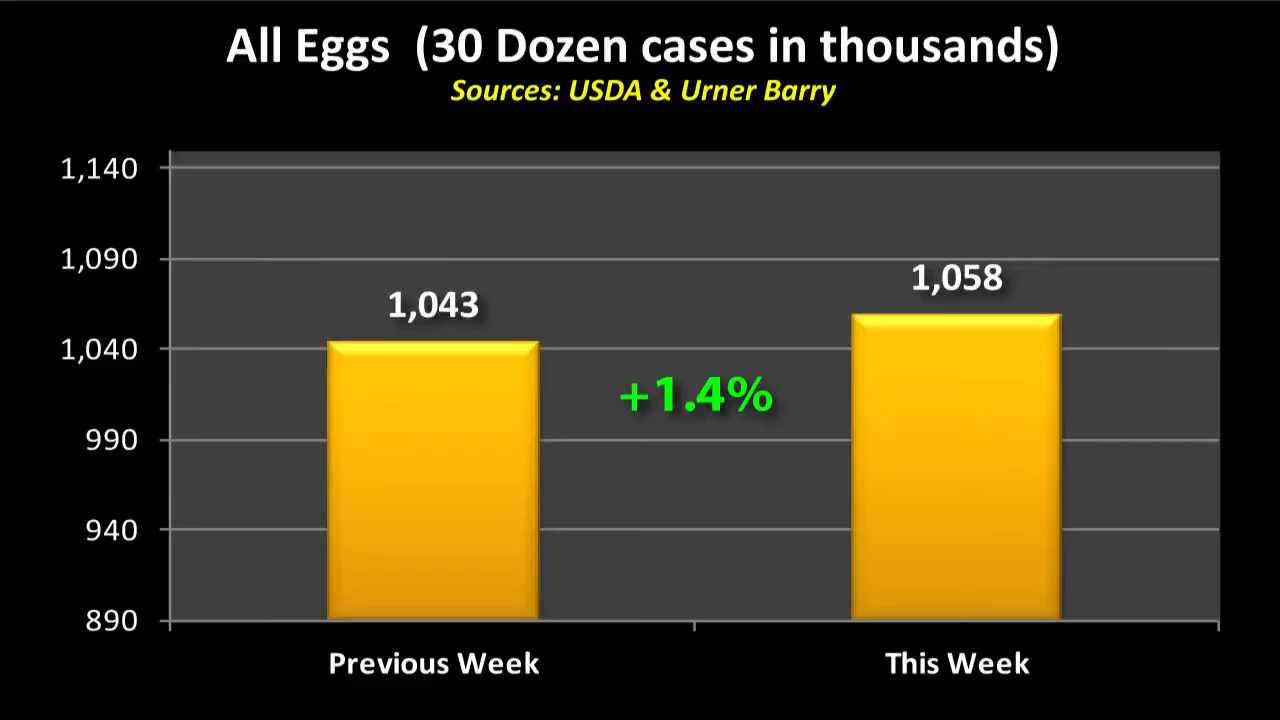 All Eggs (30 Dozen cases in thousands)
Sources: USDA & Urner Barry
1,140
1,090
1,058
1,043
1,040
+1.4%
990
940
890
Previous Week
This Week